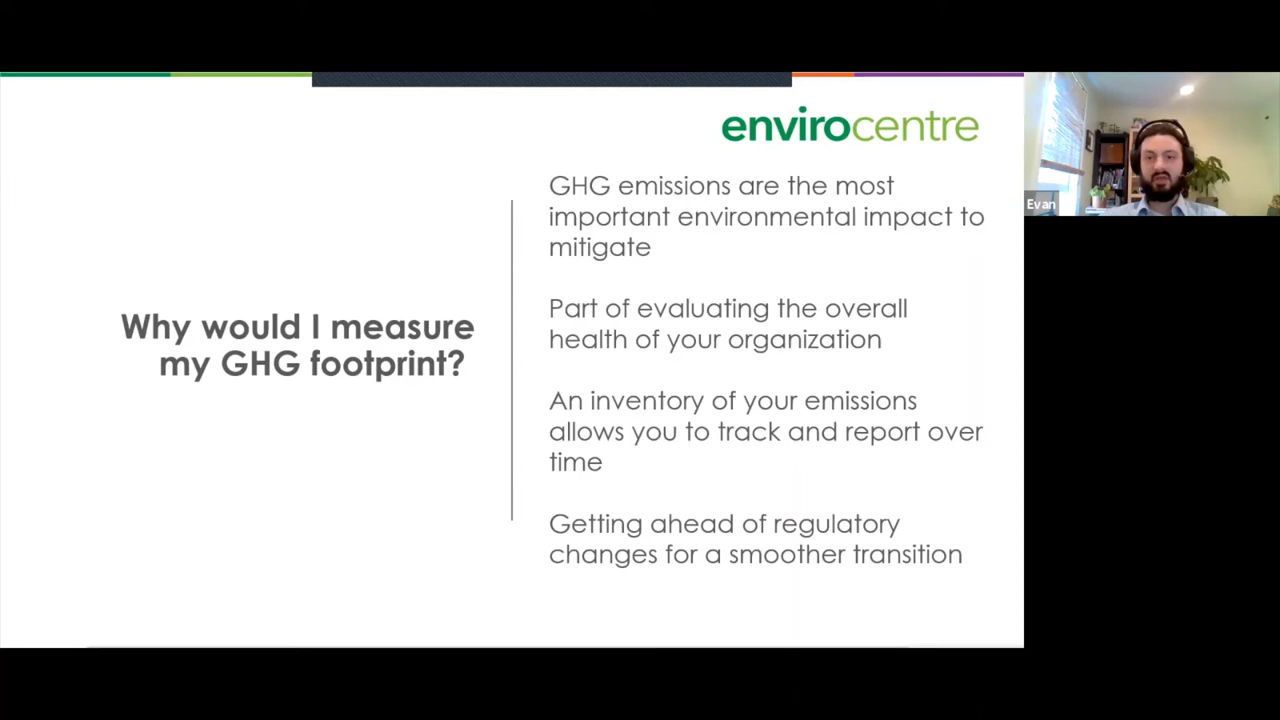 envirocentre
Why would I measure
my GHG footprint?
GHG emissions are the most
important environmental impact to
mitigate
Part of evaluating the overall
health of your organization
An inventory of your emissions
allows you to track and report over
time
Getting ahead of regulatory
changes for a smoother transition
Evan